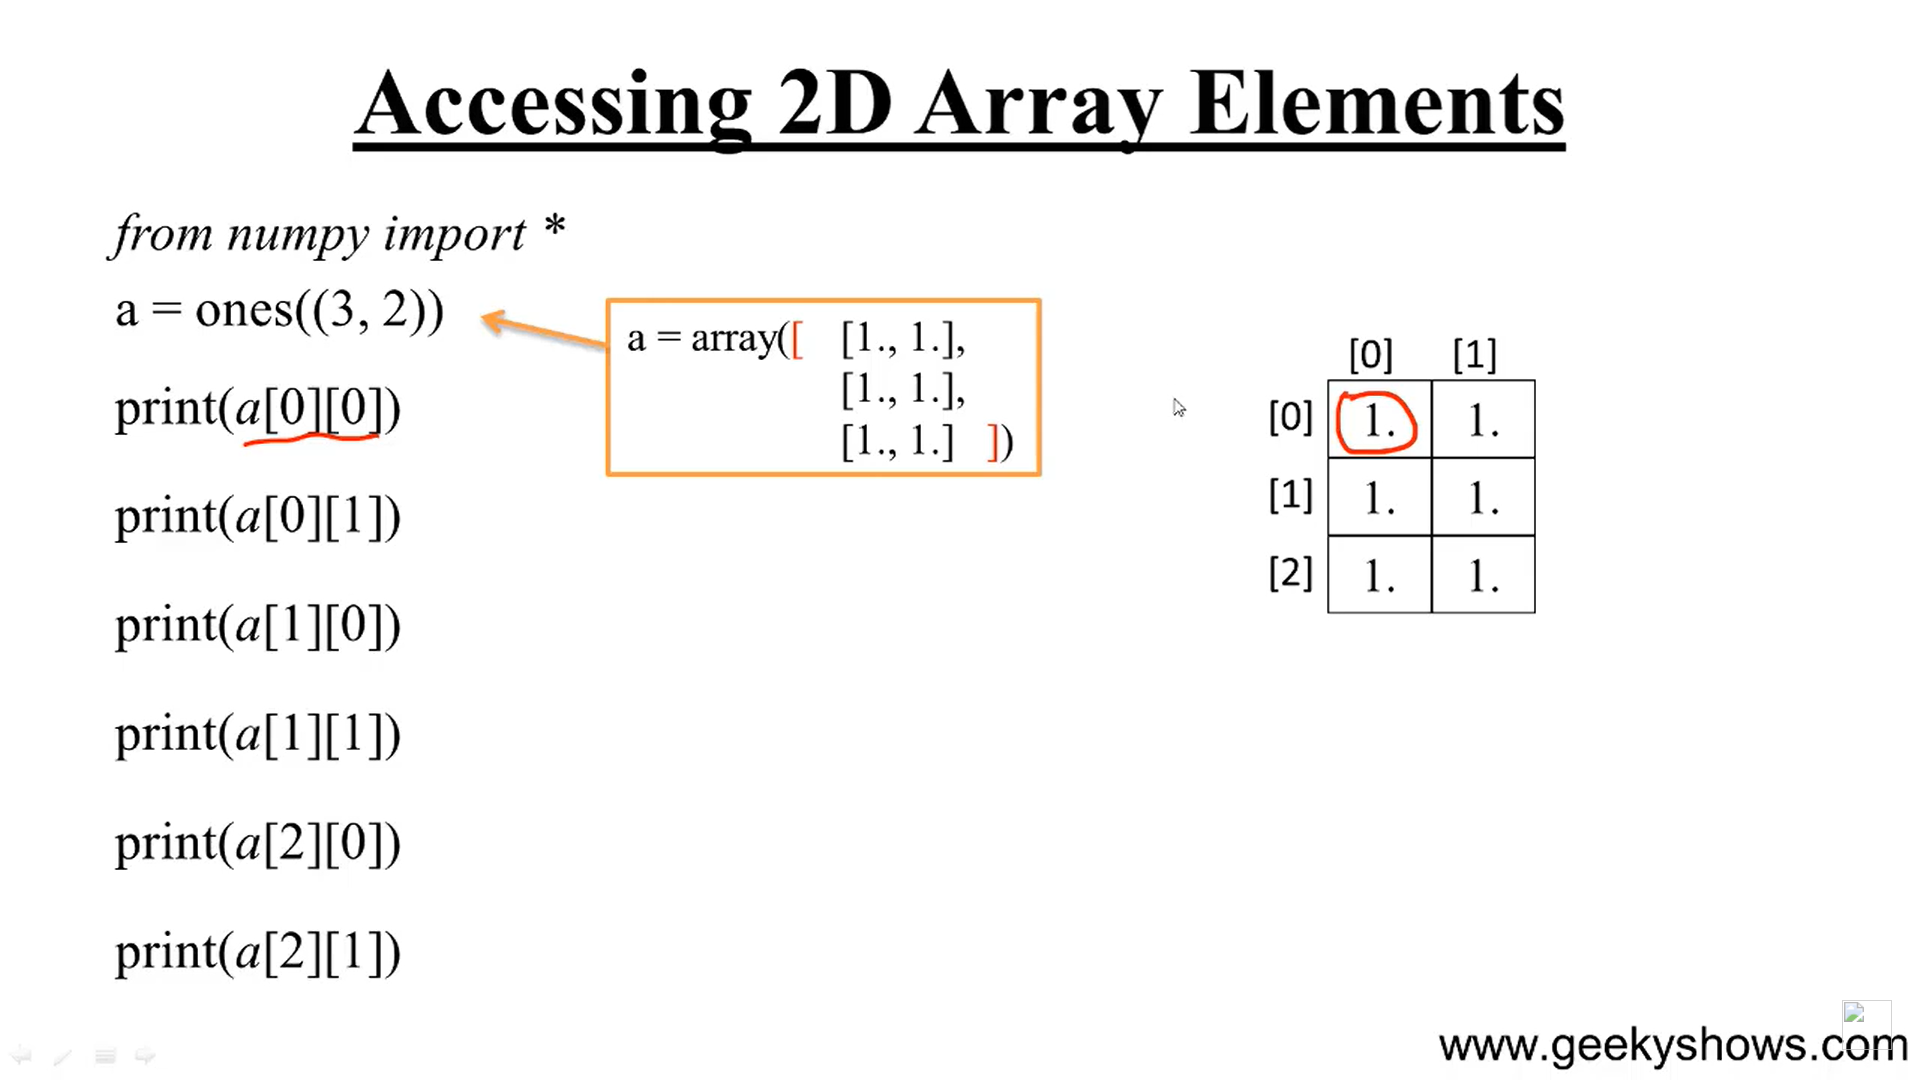 Accessing 2D Array Elements
from numpy import *
a = ones((3, 2))
a = array([ [1., 1.],
[1., 1.],
[1., 1.] ])
print(a[0][0])
print(a[0][1])
print(a[1][0])
print(a[1][1])
print(a[2][0])
print(a[2][1])
[0] [1]
[0] 1. 1.
[1] 1. 1.
[2] 1. 1.
www.geekyshows.com